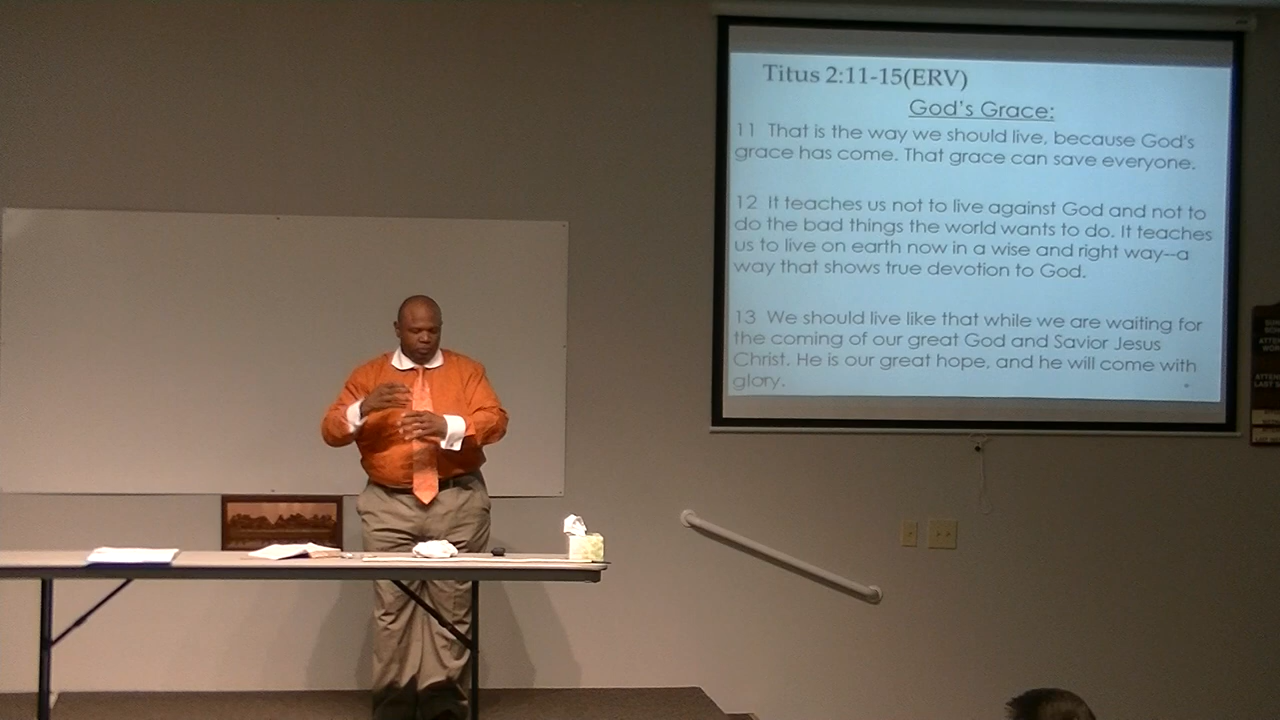 Titus 2:11-15(ERV)
God's Grace:
11 That is the way we should live, because God's
grace has come. That grace can save everyone.
12 It teaches us not to live against God and not to
do the bad things the world wants to do. It teaches
us to live on earth now in a wise and right way--a
way that shows true devotion to God.
13 We should live like that while we are waiting for
the coming of our great God and Savior Jesus
Christ. He is our great hope, and he will come with
glory.